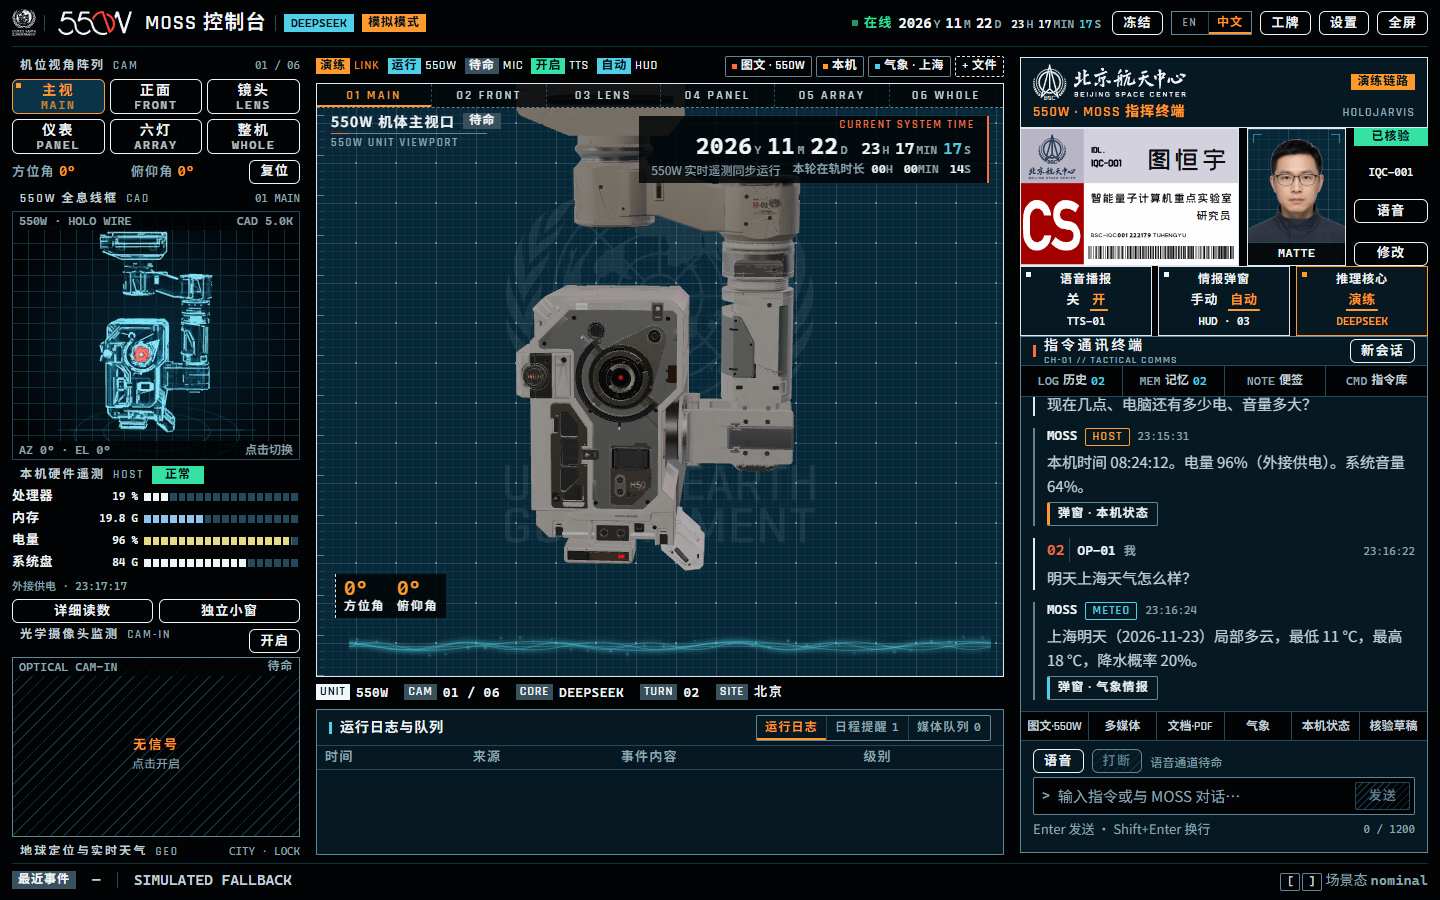 550W MOSS 控制台 DEEPSEEK 模拟模式
在线 2026Y 11M 22D 23H 17MIN 17S 冻结 EN 中文 工牌 设置 全屏
机位视角阵列 CAM 01 / 06
主视 MAIN
正面 FRONT
镜头 LENS
仪表 PANEL
六灯 ARRAY
整机 WHOLE
方位角 0° 俯仰角 0° 复位
550W 全息线框 CAD 01 MAIN
550W · HOLO WIRE CAD 5.0K
AZ 0° · EL 0° 点击切换
本机硬件遥测 HOST 正常
处理器 19 %
内存 19.8 G
电量 96 %
系统盘 84 G
外接供电 · 23:17:17
详细读数 独立小窗
光学摄像头监测 CAM-IN 开启
OPTICAL CAM-IN 待命
无信号
点击开启
地球定位与实时天气 GEO CITY · LOCK
演练 LINK 运行 550W 待命 MIC 开启 TTS 自动 HUD
图文 · 550W 本机 气象 · 上海 + 文件
01 MAIN 02 FRONT 03 LENS 04 PANEL 05 ARRAY 06 WHOLE
550W 机体主视口 待命
550W UNIT VIEWPORT
CURRENT SYSTEM TIME
2026Y 11M 22D 23H 17MIN 17S
550W 实时遥测同步运行 本轮在轨时长 00H 00MIN 14S
0° 0°
方位角 俯仰角
UNIT 550W CAM 01 / 06 CORE DEEPSEEK TURN 02 SITE 北京
运行日志与队列 运行日志 日程提醒 1 媒体队列 0
时间 来源 事件内容 级别
北京航天中心
BEIJING SPACE CENTER
演练链路
550W · MOSS 指挥终端 HOLOJARVIS
北京航天中心
IDL.
IQC-001
图恒宇
CS
智能量子计算机重点实验室
研究员
BSC-IQC001 222179 TUHENGYU
MATTE
已核验
IQC-001
语音
修改
语音播报
关 开
TTS-01
情报弹窗
手动 自动
HUD · 03
推理核心
演练
DEEPSEEK
指令通讯终端
CH-01 // TACTICAL COMMS
新会话
LOG 历史 02 MEM 记忆 02 NOTE 便签 CMD 指令库
现在几点、电脑还有多少电、音量多大？
MOSS HOST 23:15:31
本机时间 08:24:12。电量 96%（外接供电）。系统音量
64%。
弹窗 · 本机状态
02 OP-01 我 23:16:22
明天上海天气怎么样？
MOSS METEO 23:16:24
上海明天（2026-11-23）局部多云，最低 11 °C，最高
18 °C，降水概率 20%。
弹窗 · 气象情报
图文·550W 多媒体 文档·PDF 气象 本机状态 核验草稿
语音 打断 语音通道待命
> 输入指令或与 MOSS 对话… 发送
Enter 发送 · Shift+Enter 换行 0 / 1200
最近事件 — SIMULATED FALLBACK
[ ] 场景态 nominal